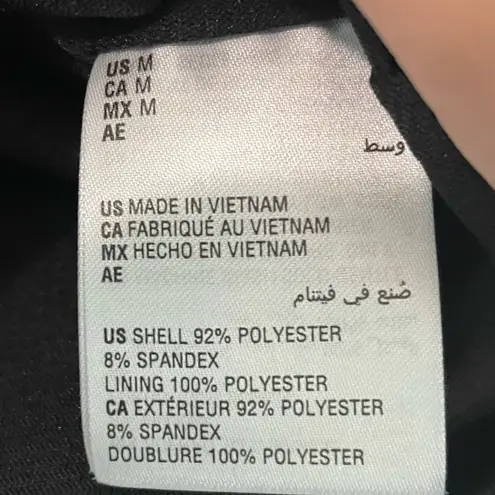 US M
CA M
MX M
AE
وسط
US MADE IN VIETNAM
CA FABRIQUÉ AU VIETNAM
MX HECHO EN VIETNAM
AE
صُنع في فيتنام
US SHELL 92% POLYESTER
8% SPANDEX
LINING 100% POLYESTER
CA EXTÉRIEUR 92% POLYESTER
8% SPANDEX
DOUBLURE 100% POLYESTER